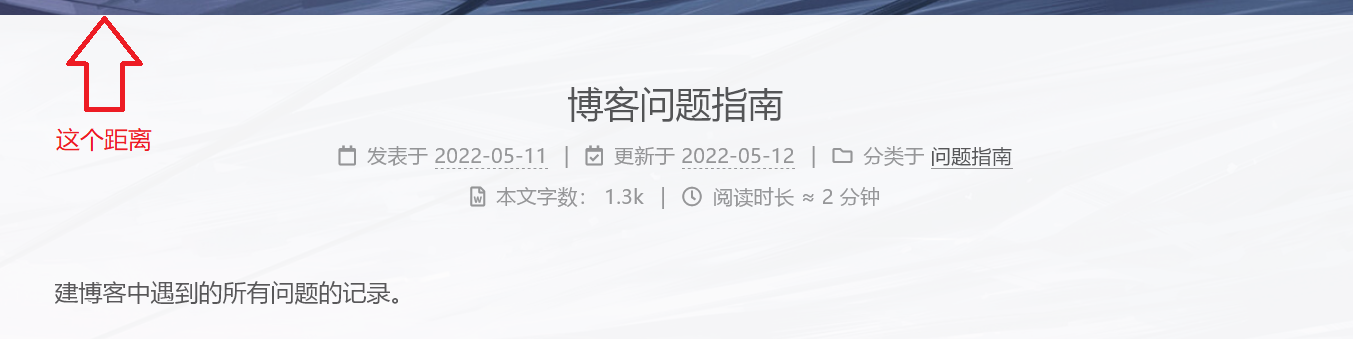 博客问题指南
这个距离
发表于 2022-05-11 | 更新于 2022-05-12 | 分类于 问题指南
本文字数： 1.3k | 阅读时长 ≈ 2 分钟
建博客中遇到的所有问题的记录。